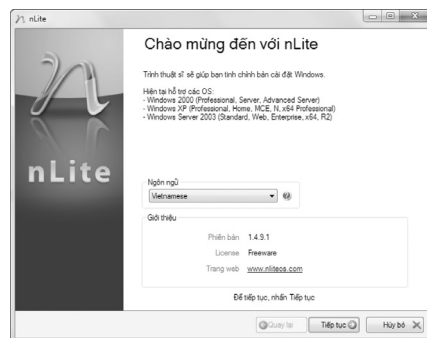 nLite
Chào mừng đến với nLite
Trình thuật sĩ sẽ giúp bạn tinh chỉnh bản cài đặt Windows.
Hiện tại hỗ trợ các OS:
- Windows 2000 (Professional, Server, Advanced Server)
- Windows XP (Professional, Home, MCE, N, x64 Professional)
- Windows Server 2003 (Standard, Web, Enterprise, x64, R2)
n
nLite
Ngôn ngữ
Vietnamese
Giới thiệu
Phiên bản 1.4.9.1
License Freeware
Trang web www.nliteos.com
Để tiếp tục, nhấn Tiếp tục
Quay lại Tiếp tục Hủy bỏ